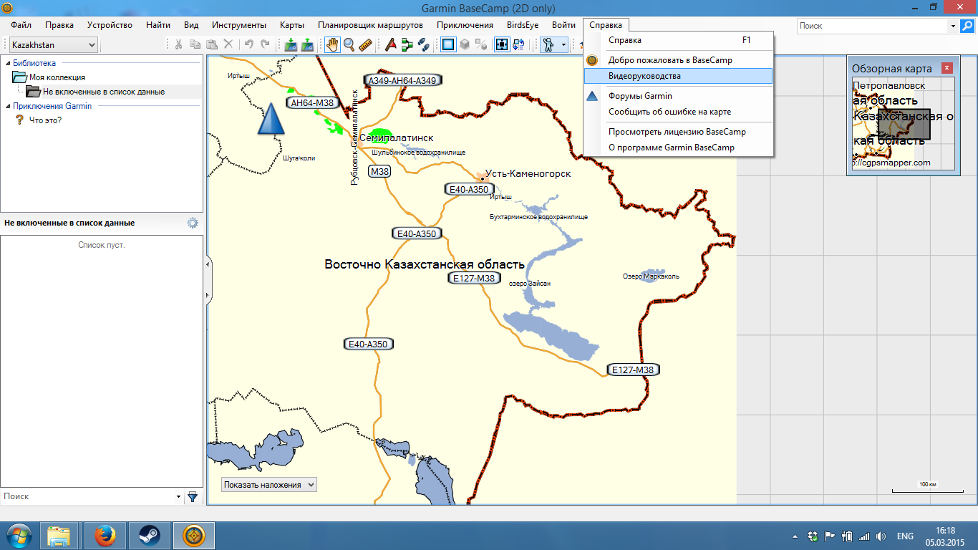 Garmin BaseCamp (2D only)
Файл Правка Устройство Найти Вид Инструменты Карты Планировщик маршрутов Приключения BirdsEye Войти Справка
Поиск
Kazakhstan
Справка F1
Добро пожаловать в BaseCamp
Видеоруководства
Форумы Garmin
Сообщить об ошибке на карте
Просмотреть лицензию BaseCamp
О программе Garmin BaseCamp
Библиотека
Моя коллекция
Не включенные в список данные
Приключения Garmin
Что это?
Не включенные в список данные
Список пуст.
Поиск
Обзорная карта
Петропавловск
ая область
Казахстанская о
кая область
://cgpsmapper.com
Иртыш
A349-AH64-A349
AH64-M38
Рубцовск-Семипалатинск
Семипалатинск
Шульбинское водохранилище
Шуга'коли
M38
Усть-Каменогорск
E40-A350
Иртыш
Бухтарминское водохранилище
E40-A350
Восточно Казахстанская область
E127-M38
озеро Зайсан
Озеро Маркаколь
E40-A350
E127-M38
Показать наложения
100 км
ENG
16:18
05.03.2015